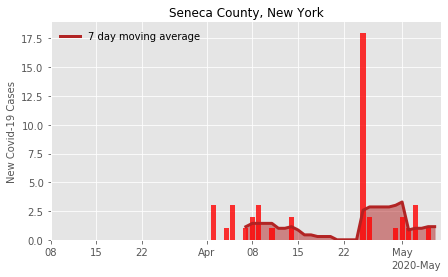 Seneca County, New York
7 day moving average
New Covid-19 Cases
17.5
15.0
12.5
10.0
7.5
5.0
2.5
0.0
08 15 22 Apr 08 15 22 May
2020-May